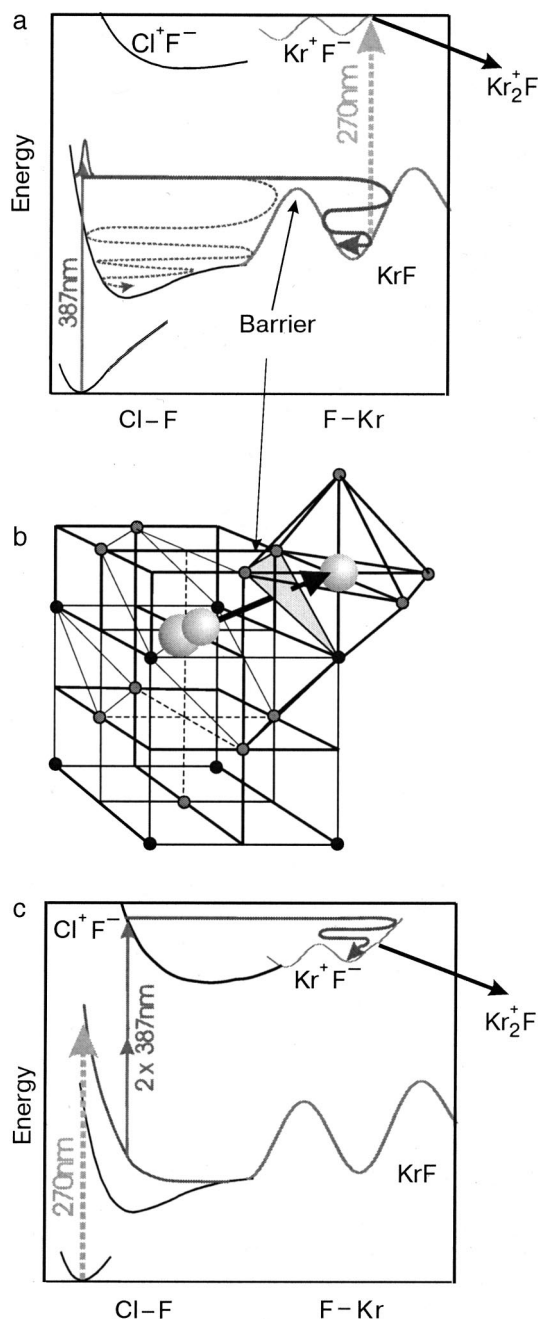 a
Cl⁺F⁻
Kr⁺F⁻
Kr₂⁺F
270nm
Energy
387nm
KrF
Barrier
Cl–F
F–Kr
b
c
Cl⁺F⁻
Kr⁺F⁻
Kr₂⁺F
2 x 387nm
Energy
270nm
KrF
Cl–F
F–Kr